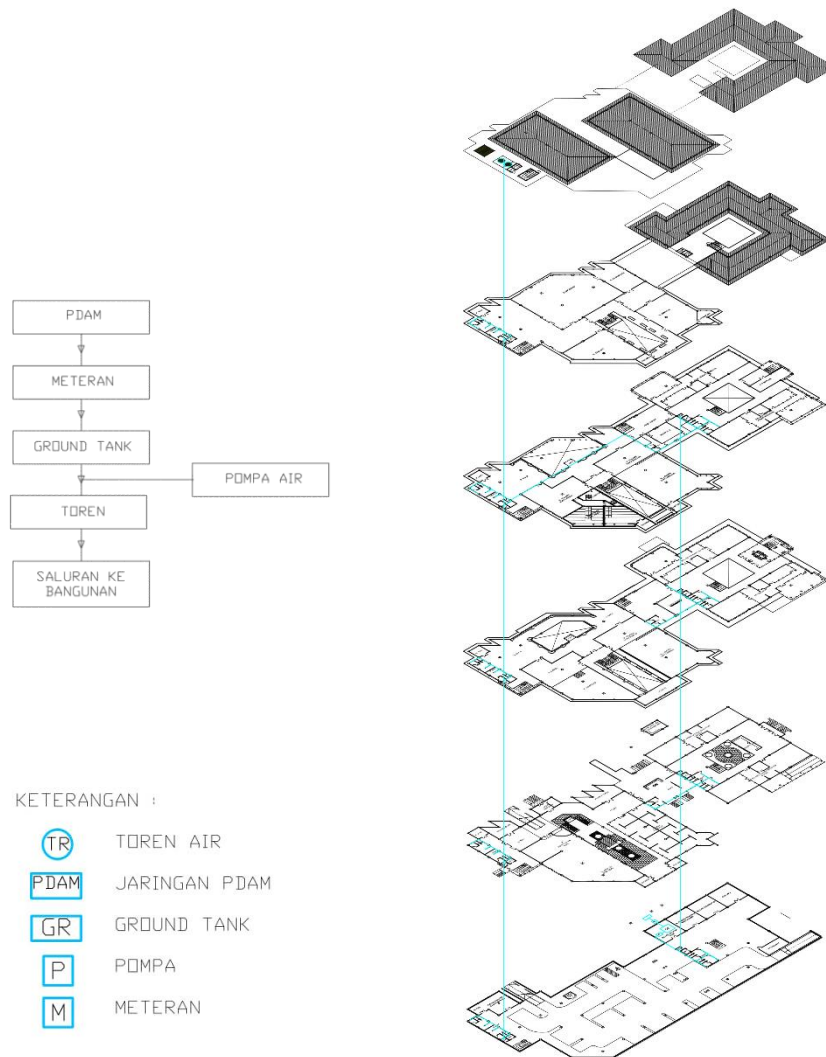 PDAM
METERAN
GROUND TANK
POMPA AIR
TOREN
SALURAN KE
BANGUNAN
KETERANGAN :
TR TOREN AIR
PDAM JARINGAN PDAM
GR GROUND TANK
P POMPA
M METERAN